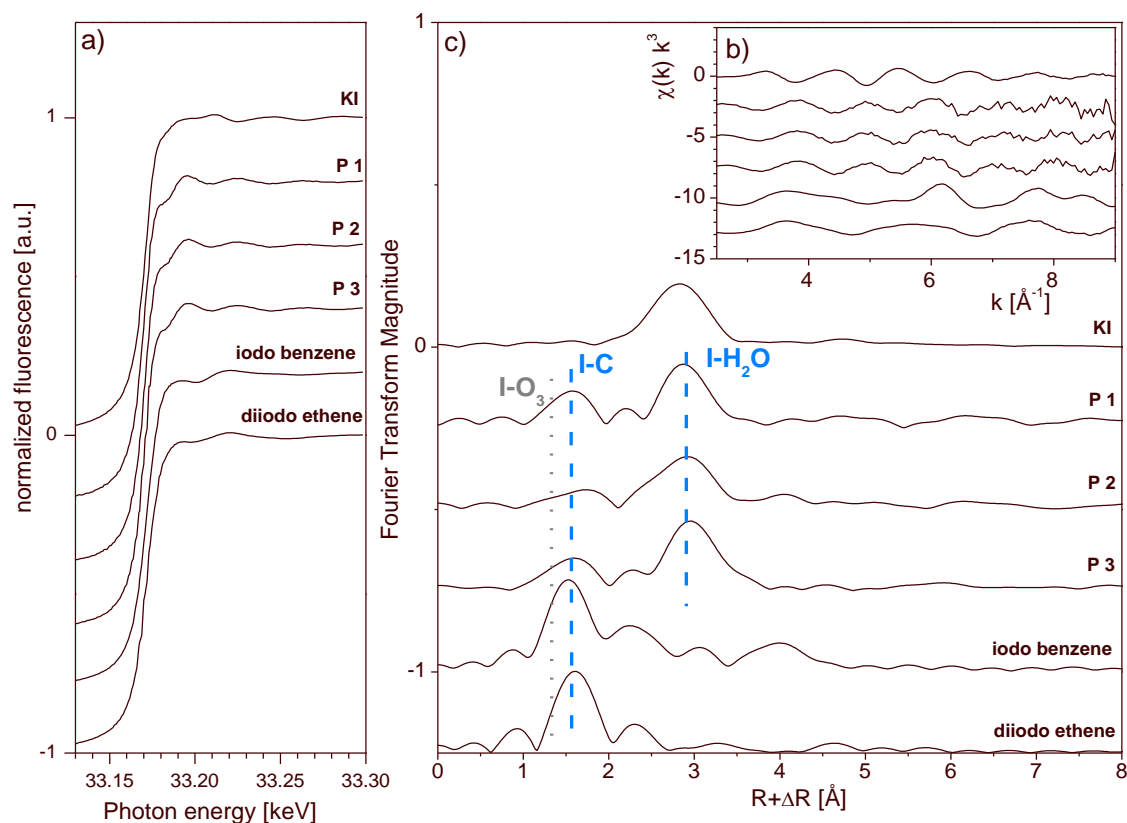 a)
1
0
-1
normalized fluorescence [a.u.]
KI
P 1
P 2
P 3
iodo benzene
diiodo ethene
33.15
33.20
33.25
33.30
Photon energy [keV]
c)
1
0
-1
Fourier Transform Magnitude
b)
χ(k) k³
0
-5
-10
-15
4
6
8
k [Å⁻¹]
KI
I-O₃
I-C
I-H₂O
P 1
P 2
P 3
iodo benzene
diiodo ethene
0
1
2
3
4
5
6
7
8
R+ΔR [Å]